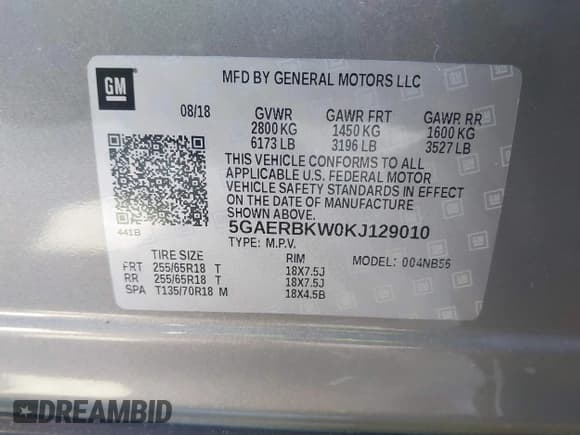 GM
MFD BY GENERAL MOTORS LLC
08/18 GVWR GAWR FRT GAWR RR
2800 KG 1450 KG 1600 KG
6173 LB 3196 LB 3527 LB
THIS VEHICLE CONFORMS TO ALL
APPLICABLE U.S. FEDERAL MOTOR
VEHICLE SAFETY STANDARDS IN EFFECT
ON THE DATE OF MANUFACTURE
SHOWN ABOVE.
441B 5GAERBKW0KJ129010
TYPE: M.P.V. MODEL: 004NB56
TIRE SIZE RIM
FRT 255/65R18 T 18X7.5J
RR 255/65R18 T 18X7.5J
SPA T135/70R18 M 18X4.5B
DREAMBID